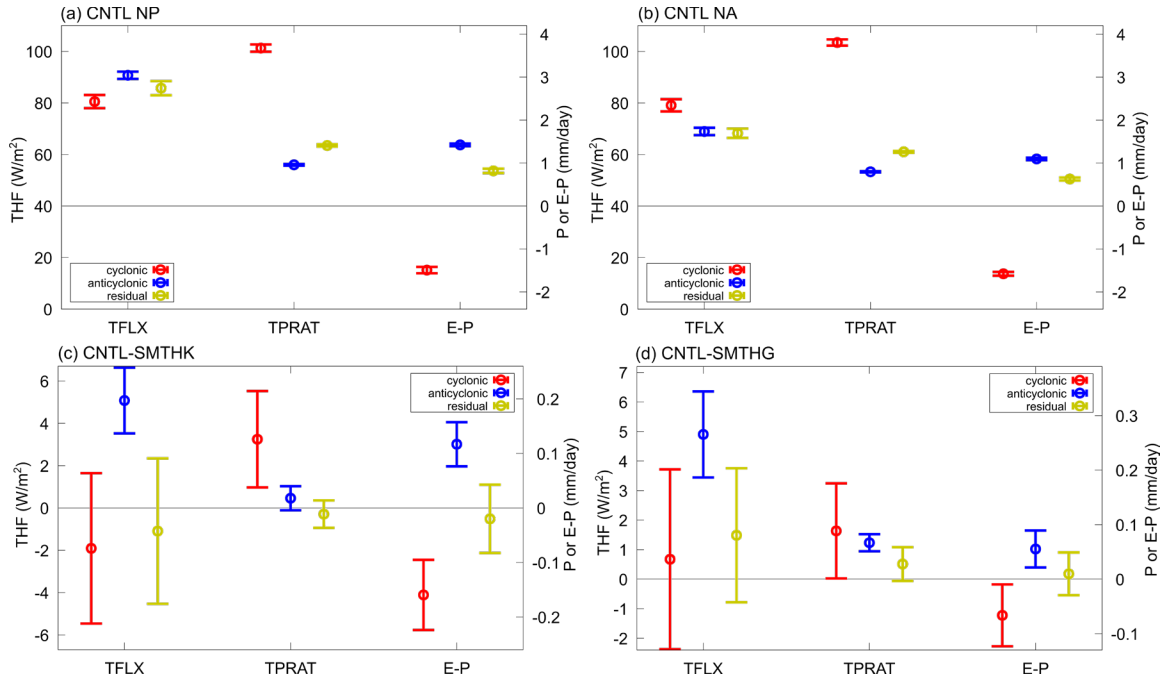 (a) CNTL NP
THF (W/m²)
100
80
60
40
20
0
4
3
2
1
0
-1
-2
P or E-P (mm/day)
cyclonic
anticyclonic
residual
TFLX TPRAT E-P
(b) CNTL NA
THF (W/m²)
100
80
60
40
20
0
4
3
2
1
0
-1
-2
P or E-P (mm/day)
cyclonic
anticyclonic
residual
TFLX TPRAT E-P
(c) CNTL-SMTHK
THF (W/m²)
6
4
2
0
-2
-4
-6
0.2
0.1
0
-0.1
-0.2
P or E-P (mm/day)
cyclonic
anticyclonic
residual
TFLX TPRAT E-P
(d) CNTL-SMTHG
THF (W/m²)
7
6
5
4
3
2
1
0
-1
-2
0.3
0.2
0.1
0
-0.1
P or E-P (mm/day)
cyclonic
anticyclonic
residual
TFLX TPRAT E-P